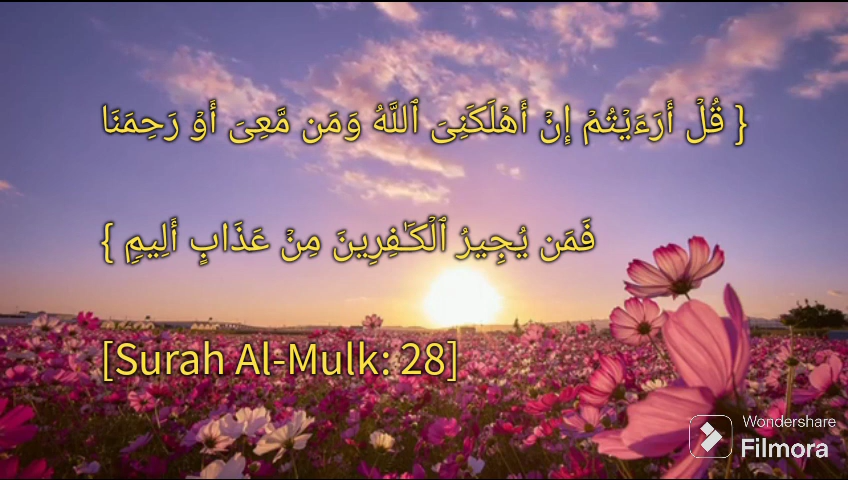 { قُلۡ أَرَءَيۡتُمۡ إِنۡ أَهۡلَكَنِىَ ٱللَّهُ وَمَن مَّعِىَ أَوۡ رَحِمَنَا
فَمَن يُجِيرُ ٱلۡكَـٰفِرِينَ مِنۡ عَذَابٍ أَلِيمٍ }
[Surah Al-Mulk: 28]
Wondershare
Filmora